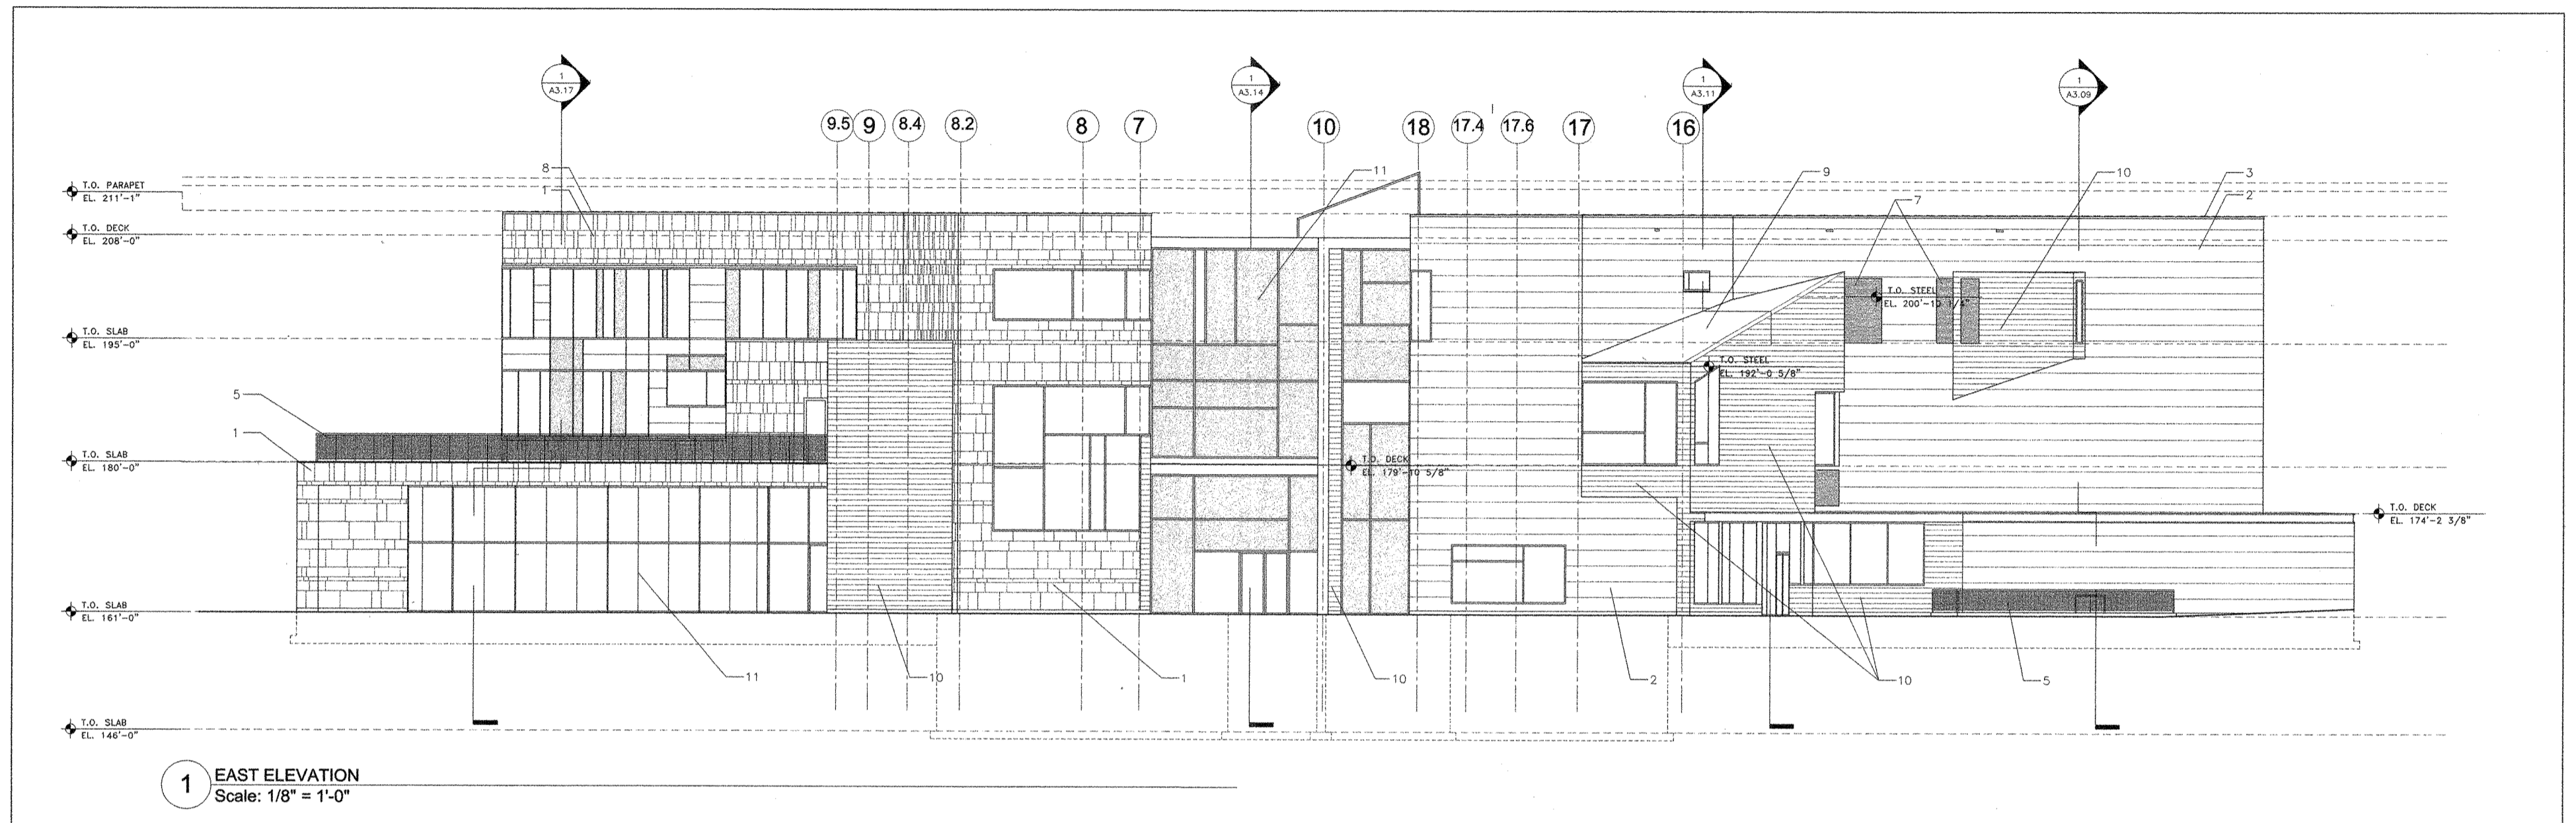 1
A3.17
1
A3.14
1
A3.11
1
A3.09
9.5
9
8.4
8.2
8
7
10
18
17.4
17.6
17
16
8
1
11
9
7
10
3
2
T.O. PARAPET
EL. 211'-1"
T.O. DECK
EL. 208'-0"
T.O. STEEL
EL. 200'-10 1/4"
T.O. SLAB
EL. 195'-0"
T.O. STEEL
EL. 192'-0 5/8"
5
1
T.O. SLAB
EL. 180'-0"
T.O. DECK
EL. 179'-10 5/8"
T.O. DECK
EL. 174'-2 3/8"
T.O. SLAB
EL. 161'-0"
11
10
1
10
2
10
5
T.O. SLAB
EL. 146'-0"
1
EAST ELEVATION
Scale: 1/8" = 1'-0"